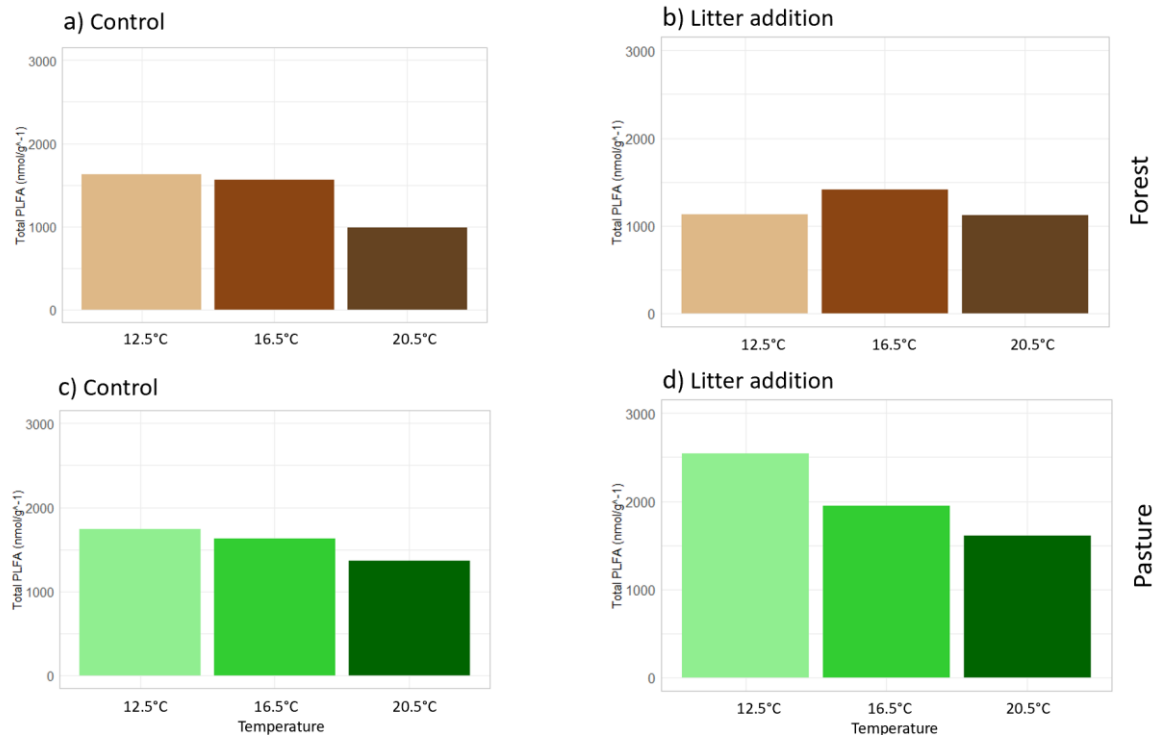 a) Control
3000
2000
1000
0
Total PLFA (nmol/g^-1)
12.5°C 16.5°C 20.5°C
b) Litter addition
3000
2000
1000
0
Total PLFA (nmol/g^-1)
12.5°C 16.5°C 20.5°C
Forest
c) Control
3000
2000
1000
0
Total PLFA (nmol/g^-1)
12.5°C 16.5°C 20.5°C
Temperature
d) Litter addition
3000
2000
1000
0
Total PLFA (nmol/g^-1)
12.5°C 16.5°C 20.5°C
Temperature
Pasture